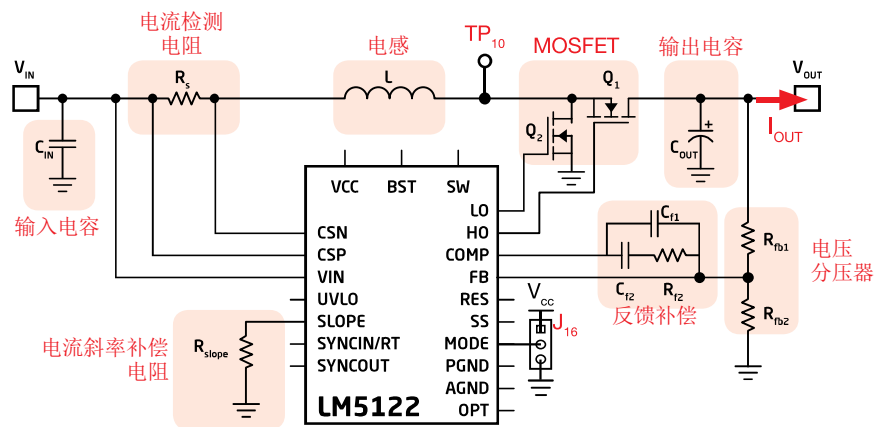 电流检测
电阻
电感
TP10
MOSFET
输出电容
VIN
Rs
L
Q1
VOUT
IOUT
CIN
Q2
COUT
+
输入电容
VCC
BST
SW
LO
HO
COMP
FB
RES
SS
MODE
PGND
AGND
OPT
CSN
CSP
VIN
UVLO
SLOPE
SYNCIN/RT
SYNCOUT
LM5122
Cf1
Cf2
Rf2
反馈补偿
Rfb1
Rfb2
电压
分压器
Vcc
J16
电流斜率补偿
电阻
Rslope